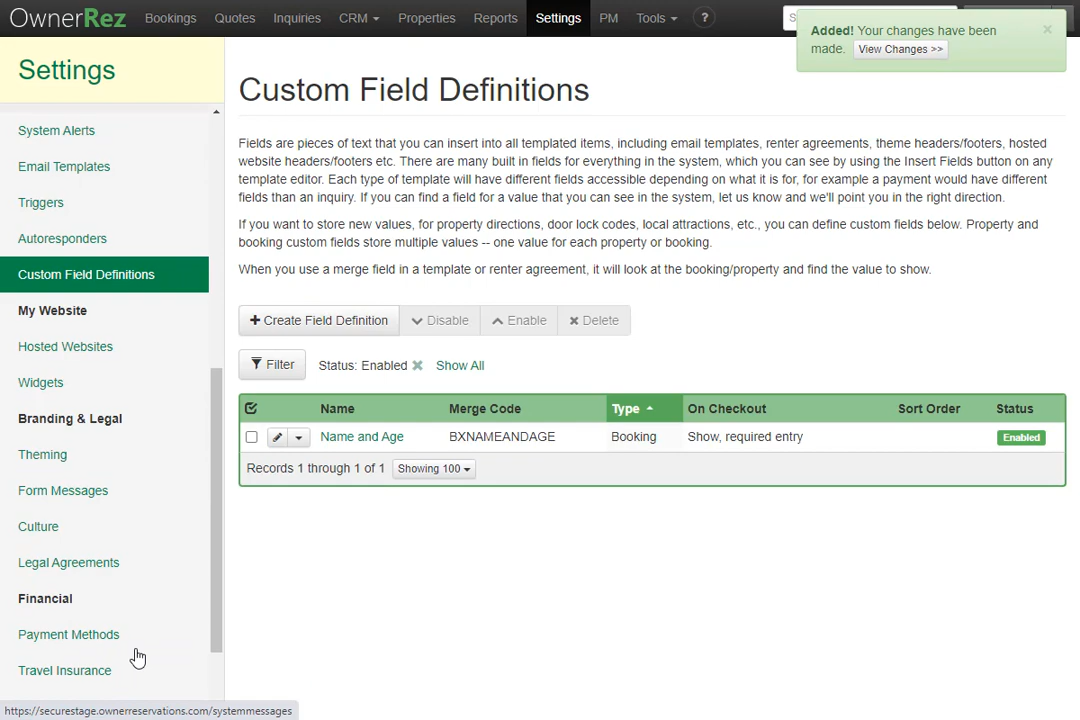 OwnerRez Bookings Quotes Inquiries CRM Properties Reports Settings PM Tools ? S
Added! Your changes have been
made. View Changes >>
Settings
System Alerts
Email Templates
Triggers
Autoresponders
Custom Field Definitions
My Website
Hosted Websites
Widgets
Branding & Legal
Theming
Form Messages
Culture
Legal Agreements
Financial
Payment Methods
Travel Insurance
Custom Field Definitions
Fields are pieces of text that you can insert into all templated items, including email templates, renter agreements, theme headers/footers, hosted
website headers/footers etc. There are many built in fields for everything in the system, which you can see by using the Insert Fields button on any
template editor. Each type of template will have different fields accessible depending on what it is for, for example a payment would have different
fields than an inquiry. If you can find a field for a value that you can see in the system, let us know and we'll point you in the right direction.
If you want to store new values, for property directions, door lock codes, local attractions, etc., you can define custom fields below. Property and
booking custom fields store multiple values -- one value for each property or booking.
When you use a merge field in a template or renter agreement, it will look at the booking/property and find the value to show.
Create Field Definition Disable Enable Delete
Filter Status: Enabled Show All
Name Merge Code Type On Checkout Sort Order Status
Name and Age BXNAMEANDAGE Booking Show, required entry Enabled
Records 1 through 1 of 1 Showing 100
https://securestage.ownerreservations.com/systemmessages